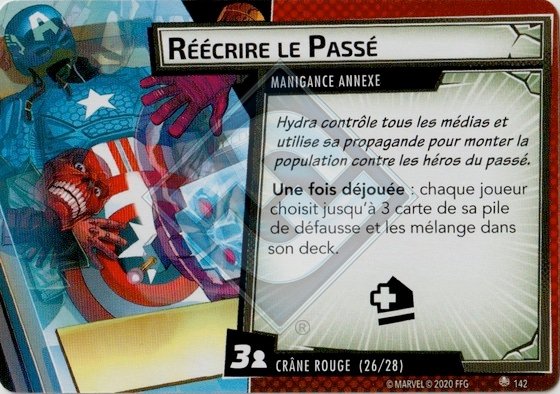 RÉÉCRIRE LE PASSÉ
MANIGANCE ANNEXE
Hydra contrôle tous les médias et
utilise sa propagande pour monter la
population contre les héros du passé.
Une fois déjouée : chaque joueur
choisit jusqu'à 3 carte de sa pile
de défausse et les mélange dans
son deck.
®
3
CRÂNE ROUGE (26/28)
© MARVEL © 2020 FFG 142
A